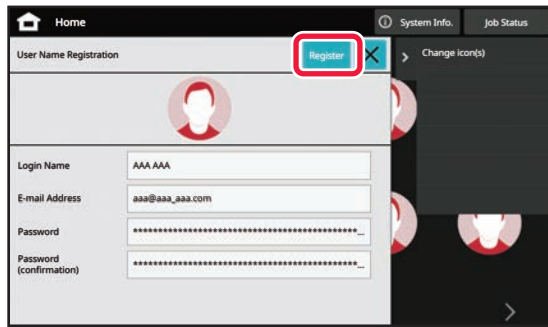 Home
System Info.
Job Status
User Name Registration
Register
Change icon(s)
Login Name
AAA AAA
E-mail Address
aaa@aaa_aaa.com
Password
*********************************************...
Password
(confirmation)
*********************************************...